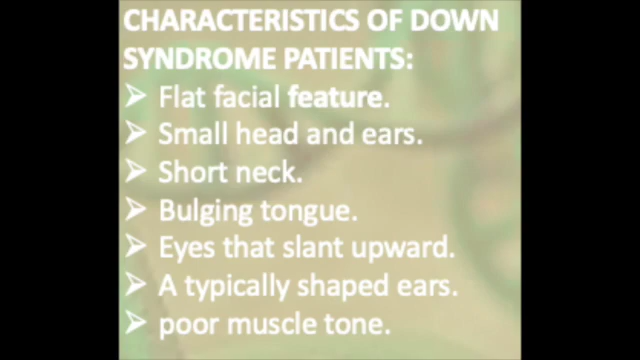 CHARACTERISTICS OF DOWN
SYNDROME PATIENTS:
➢ Flat facial feature.
➢ Small head and ears.
➢ Short neck.
➢ Bulging tongue.
➢ Eyes that slant upward.
➢ A typically shaped ears.
➢ poor muscle tone.